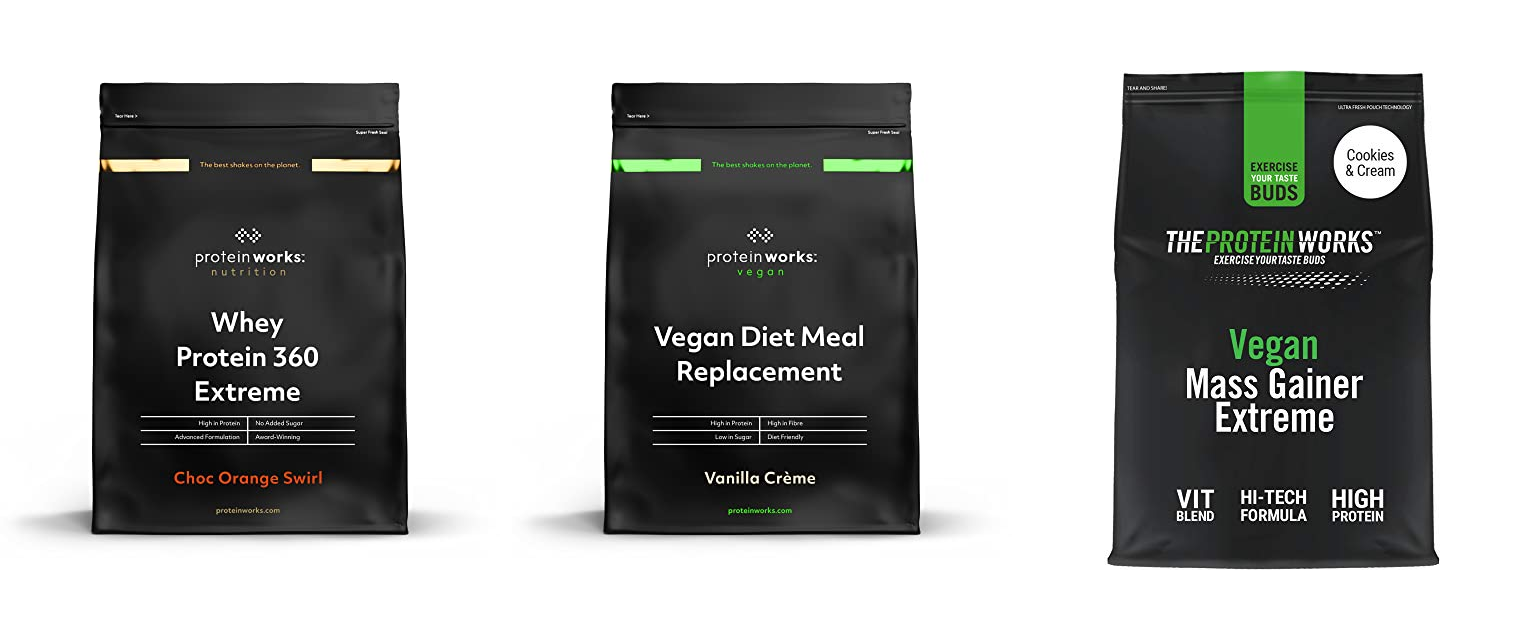 Tear Here >
Super Fresh Seal
The best shakes on the planet.
protein works:
nutrition
Whey
Protein 360
Extreme
High in Protein No Added Sugar
Advanced Formulation Award-Winning
Choc Orange Swirl
proteinworks.com
Tear Here >
Super Fresh Seal
The best shakes on the planet.
protein works:
vegan
Vegan Diet Meal
Replacement
High in Protein High in Fibre
Low in Sugar Diet Friendly
Vanilla Crème
proteinworks.com
TEAR AND SHARE!
ULTRA FRESH POUCH TECHNOLOGY
EXERCISE
YOUR TASTE
BUDS
Cookies
& Cream
THE PROTEIN WORKS™
EXERCISE YOUR TASTE BUDS
Vegan
Mass Gainer
Extreme
VIT
BLEND
HI-TECH
FORMULA
HIGH
PROTEIN